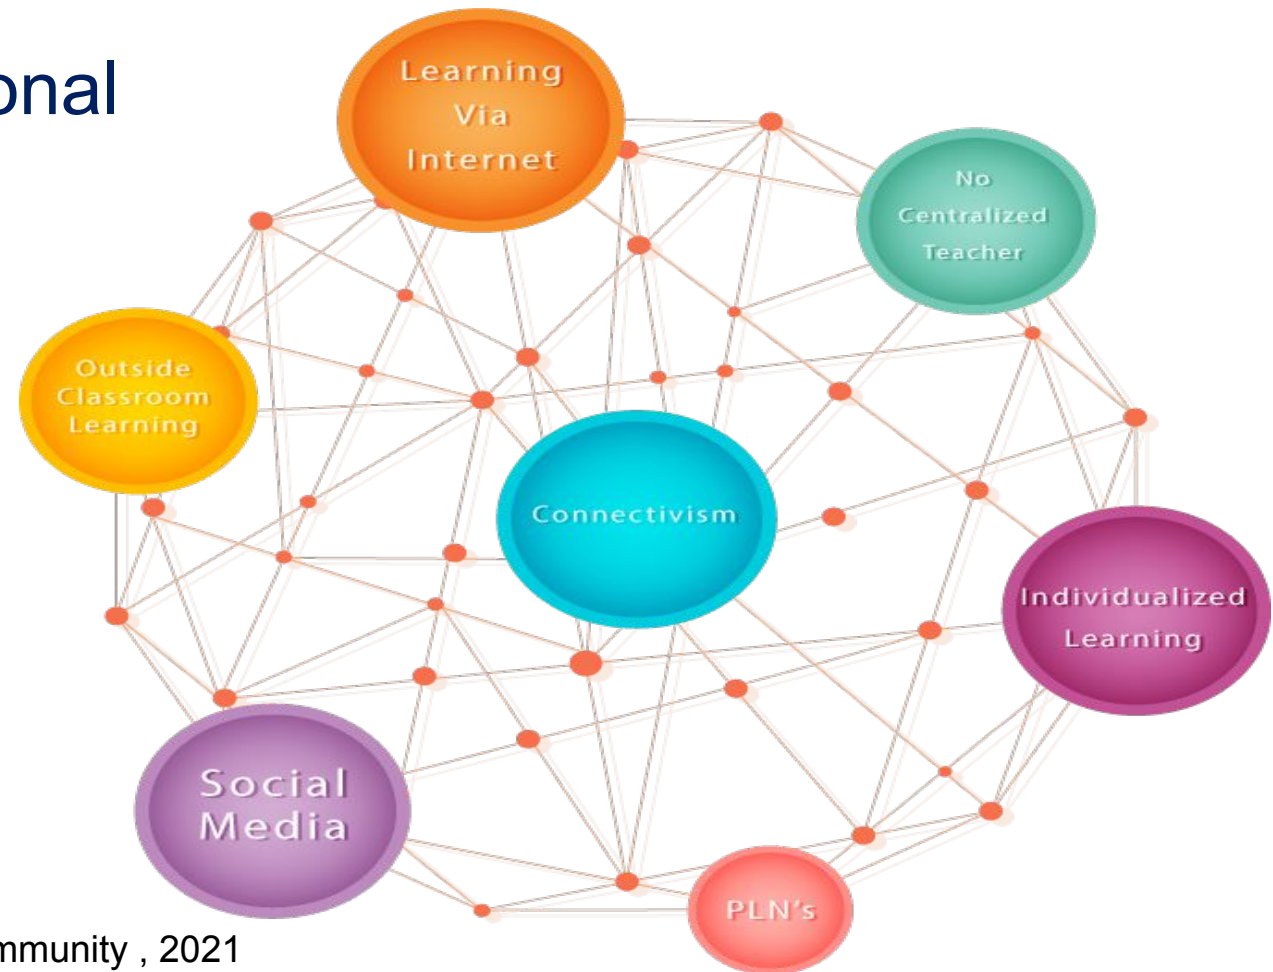 onal
Learning
Via
Internet
No
Centralized
Teacher
Outside
Classroom
Learning
Connectivism
Individualized
Learning
Social
Media
PLN's
mmunity , 2021